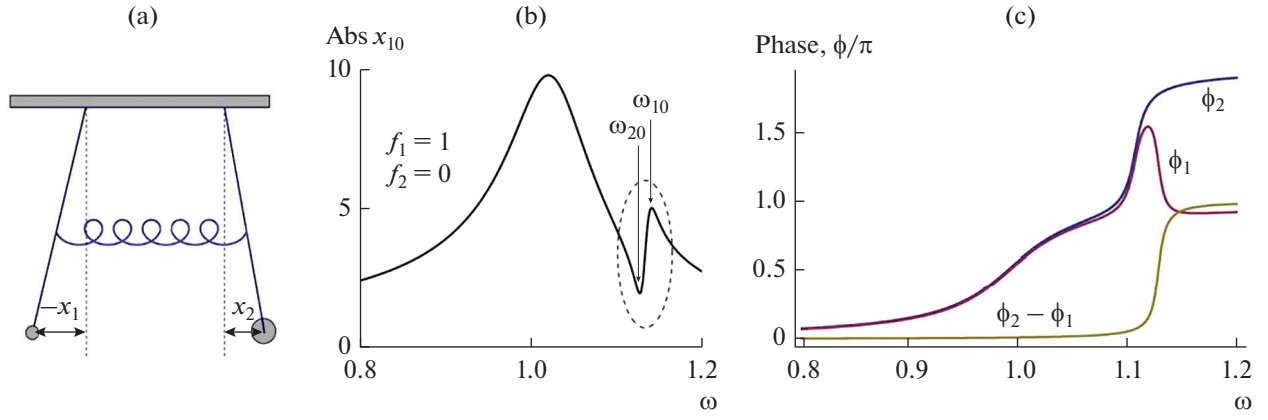 (a)
−x₁
x₂
(b)
Abs x₁₀
10
5
0
f₁ = 1
f₂ = 0
ω₁₀
ω₂₀
0.8
1.0
1.2
ω
(c)
Phase, ϕ/π
1.5
1.0
0.5
0
ϕ₂
ϕ₁
ϕ₂ − ϕ₁
0.8
0.9
1.0
1.1
1.2
ω